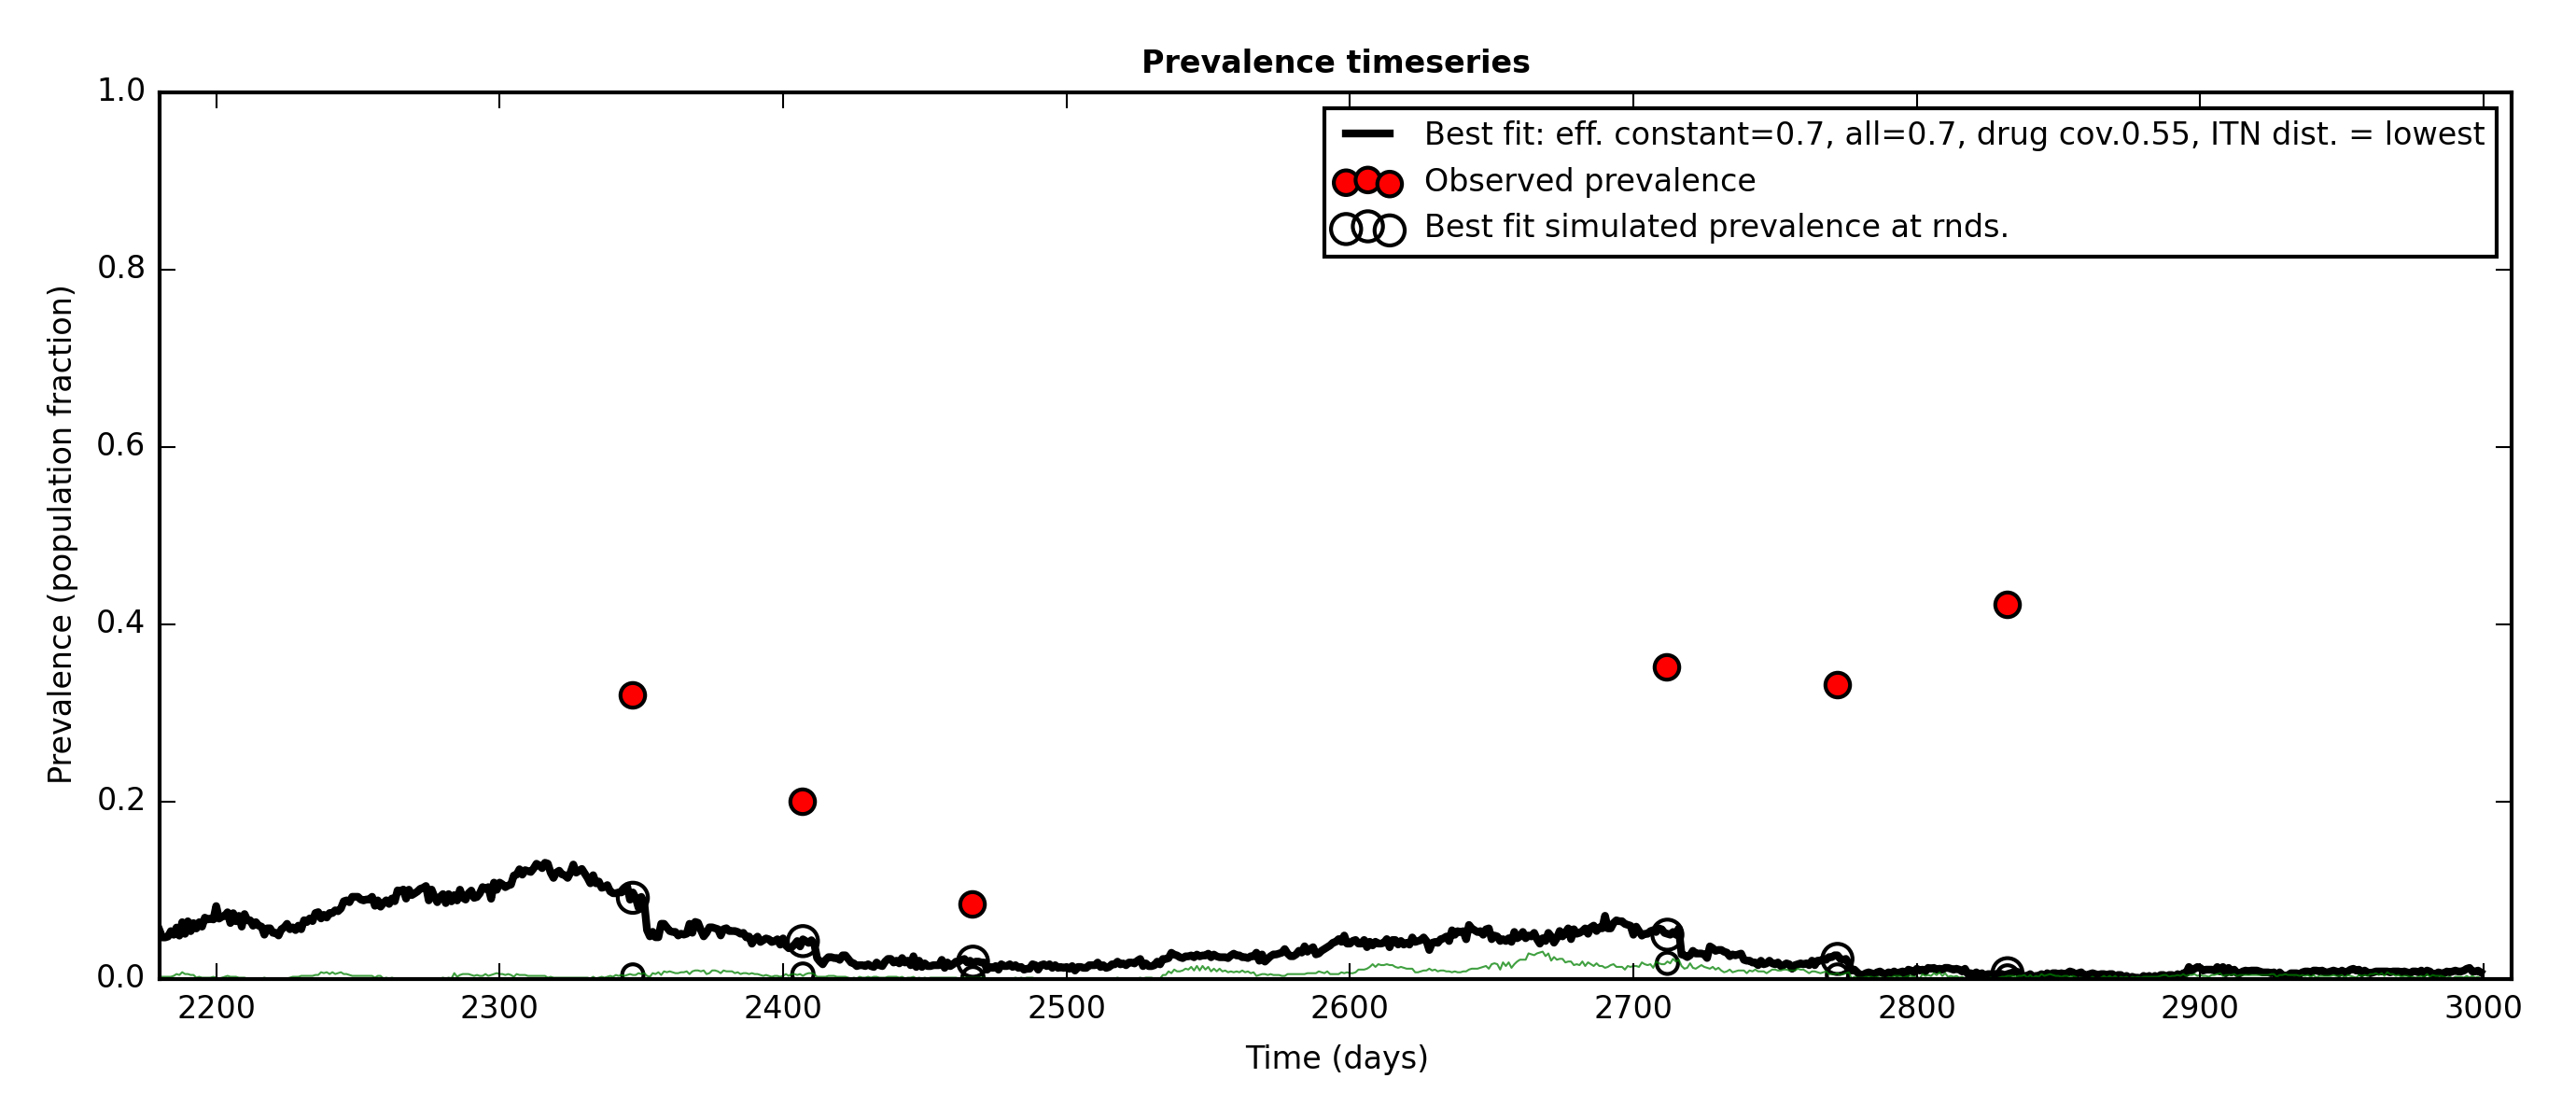 Prevalence timeseries
1.0
0.8
0.6
0.4
0.2
0.0
Prevalence (population fraction)
Best fit: eff. constant=0.7, all=0.7, drug cov.0.55, ITN dist. = lowest
Observed prevalence
Best fit simulated prevalence at rnds.
2200 2300 2400 2500 2600 2700 2800 2900 3000
Time (days)